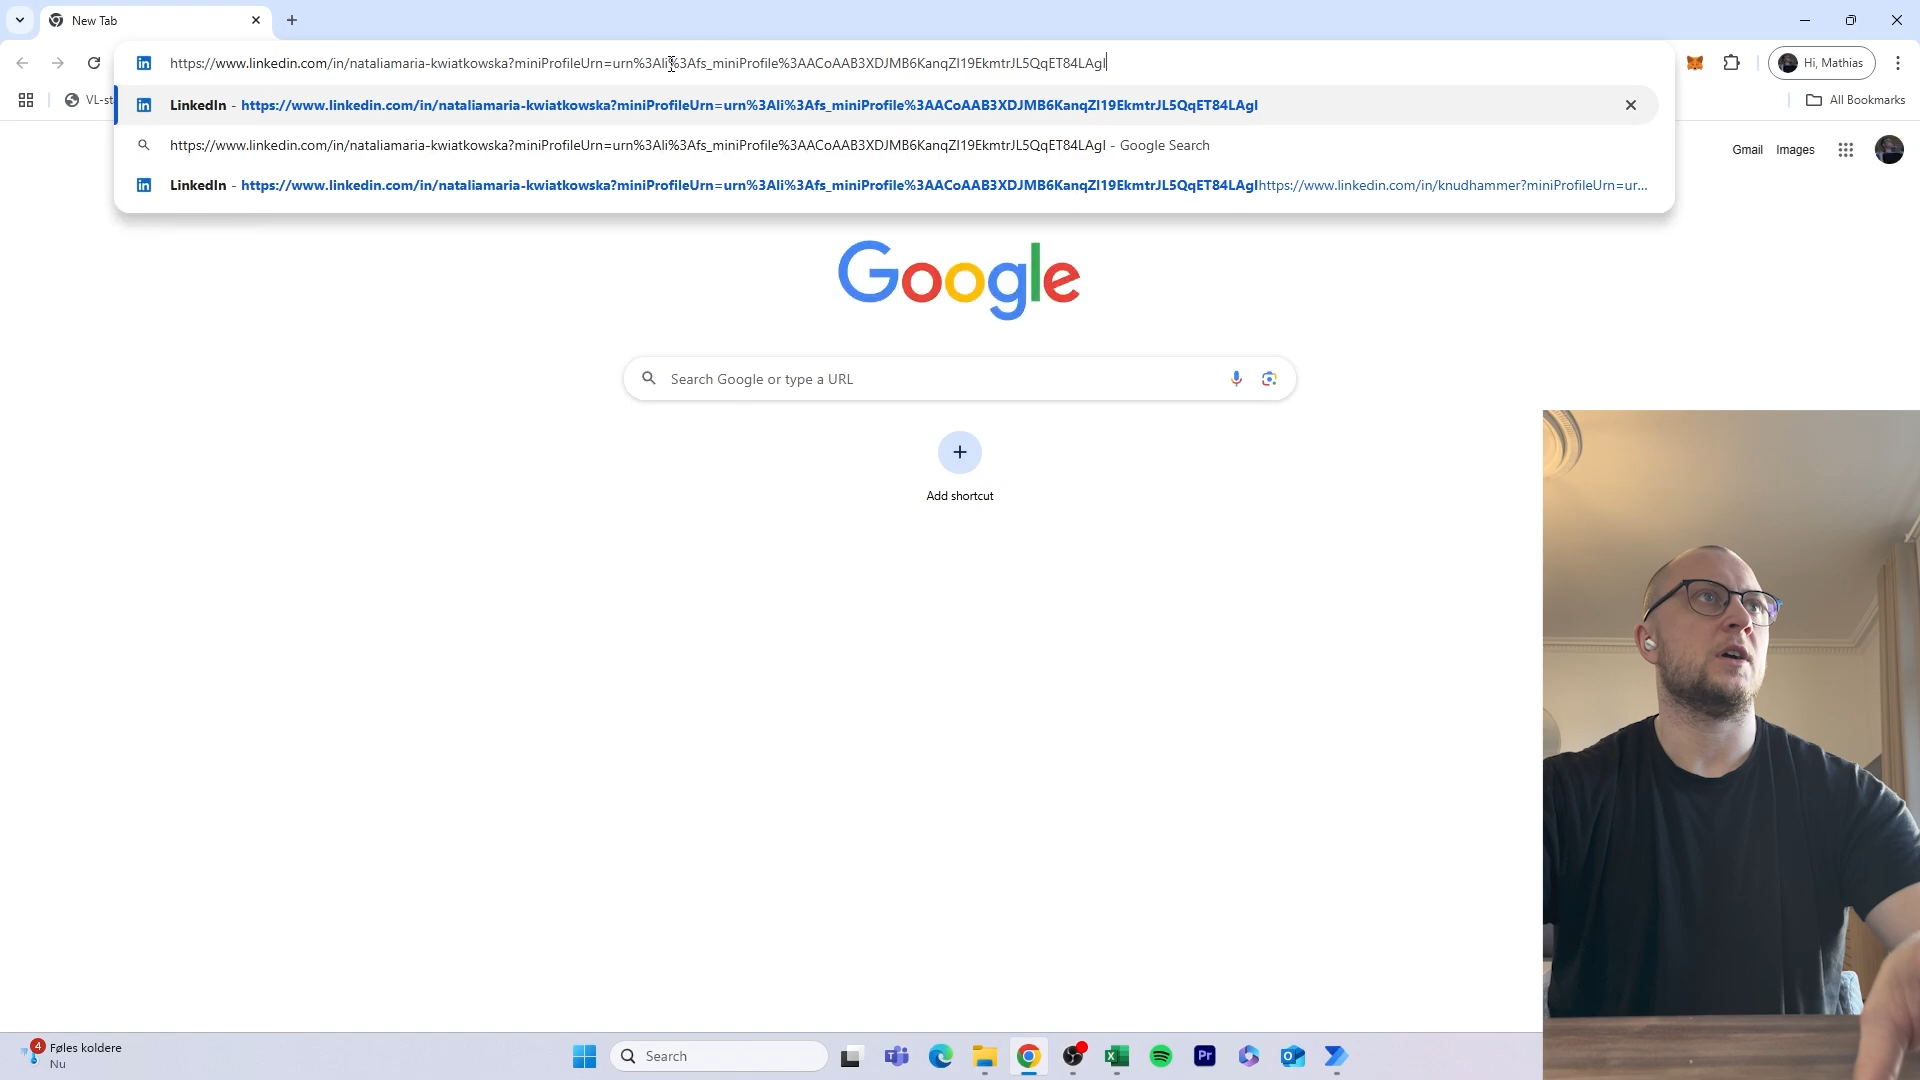 New Tab
https://www.linkedin.com/in/nataliamaria-kwiatkowska?miniProfileUrn=urn%3Ali%3Afs_miniProfile%3AACoAAB3XDJMB6KanqZI19EkmtrJL5QqET84LAgI
Hi, Mathias
LinkedIn - https://www.linkedin.com/in/nataliamaria-kwiatkowska?miniProfileUrn=urn%3Ali%3Afs_miniProfile%3AACoAAB3XDJMB6KanqZI19EkmtrJL5QqET84LAgI
VL-st
All Bookmarks
https://www.linkedin.com/in/nataliamaria-kwiatkowska?miniProfileUrn=urn%3Ali%3Afs_miniProfile%3AACoAAB3XDJMB6KanqZI19EkmtrJL5QqET84LAgI - Google Search
Gmail Images
LinkedIn - https://www.linkedin.com/in/nataliamaria-kwiatkowska?miniProfileUrn=urn%3Ali%3Afs_miniProfile%3AACoAAB3XDJMB6KanqZI19EkmtrJL5QqET84LAgIhttps://www.linkedin.com/in/knudhammer?miniProfileUrn=ur...
Google
Search Google or type a URL
Add shortcut
4
Føles koldere
Nu
Search
Pr